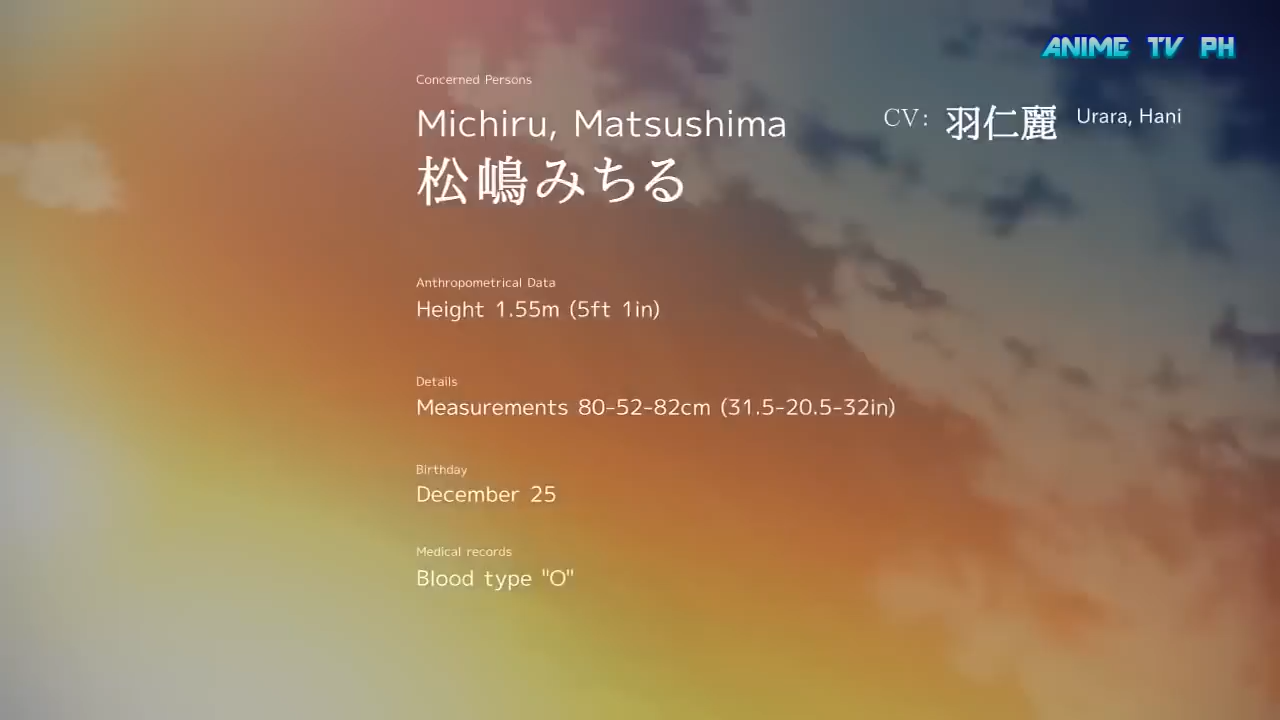 ANIME TV PH
Concerned Persons
Michiru, Matsushima
CV: 羽仁麗 Urara, Hani
松嶋みちる
Anthropometrical Data
Height 1.55m (5ft 1in)
Details
Measurements 80-52-82cm (31.5-20.5-32in)
Birthday
December 25
Medical records
Blood type "O"